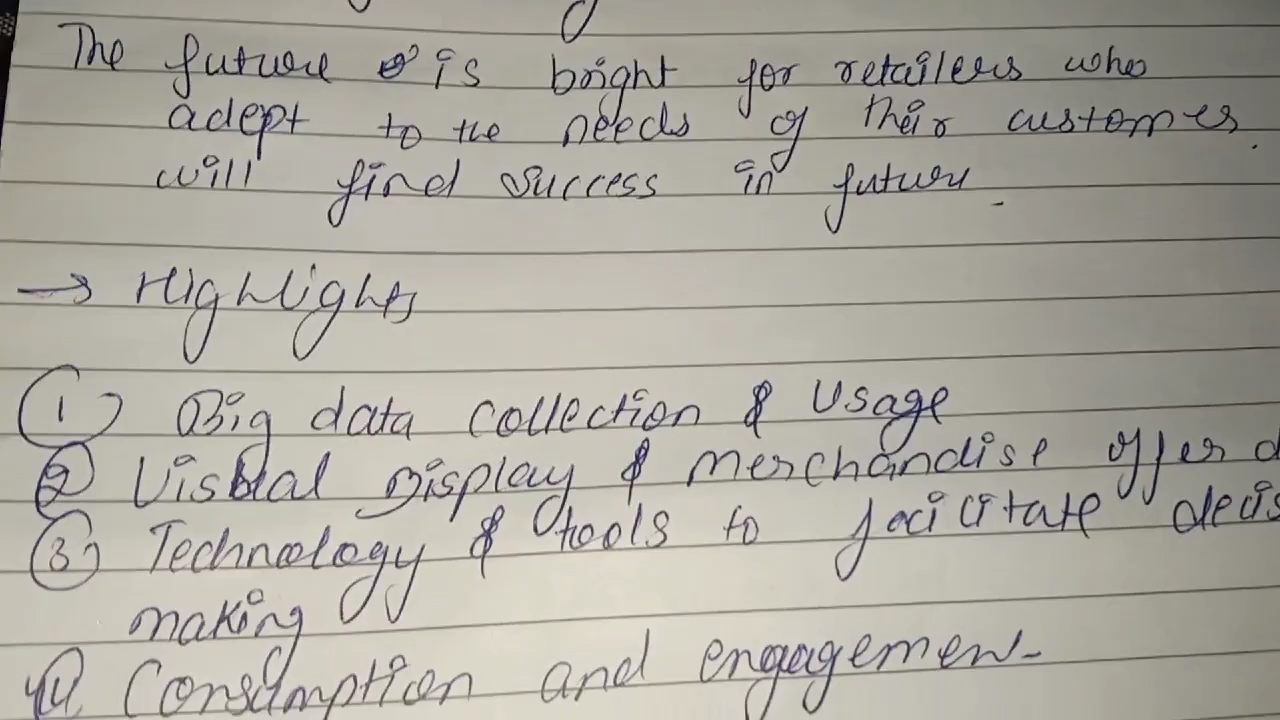 The future is bright for retailers who
adept to the needs of their customers.
will find success in future.
→ Highlights
① Big data collection & Usage
② Visual Display & merchandise offer
③ Technology & tools to facilitate decis
making
④ Consumption and engagemen